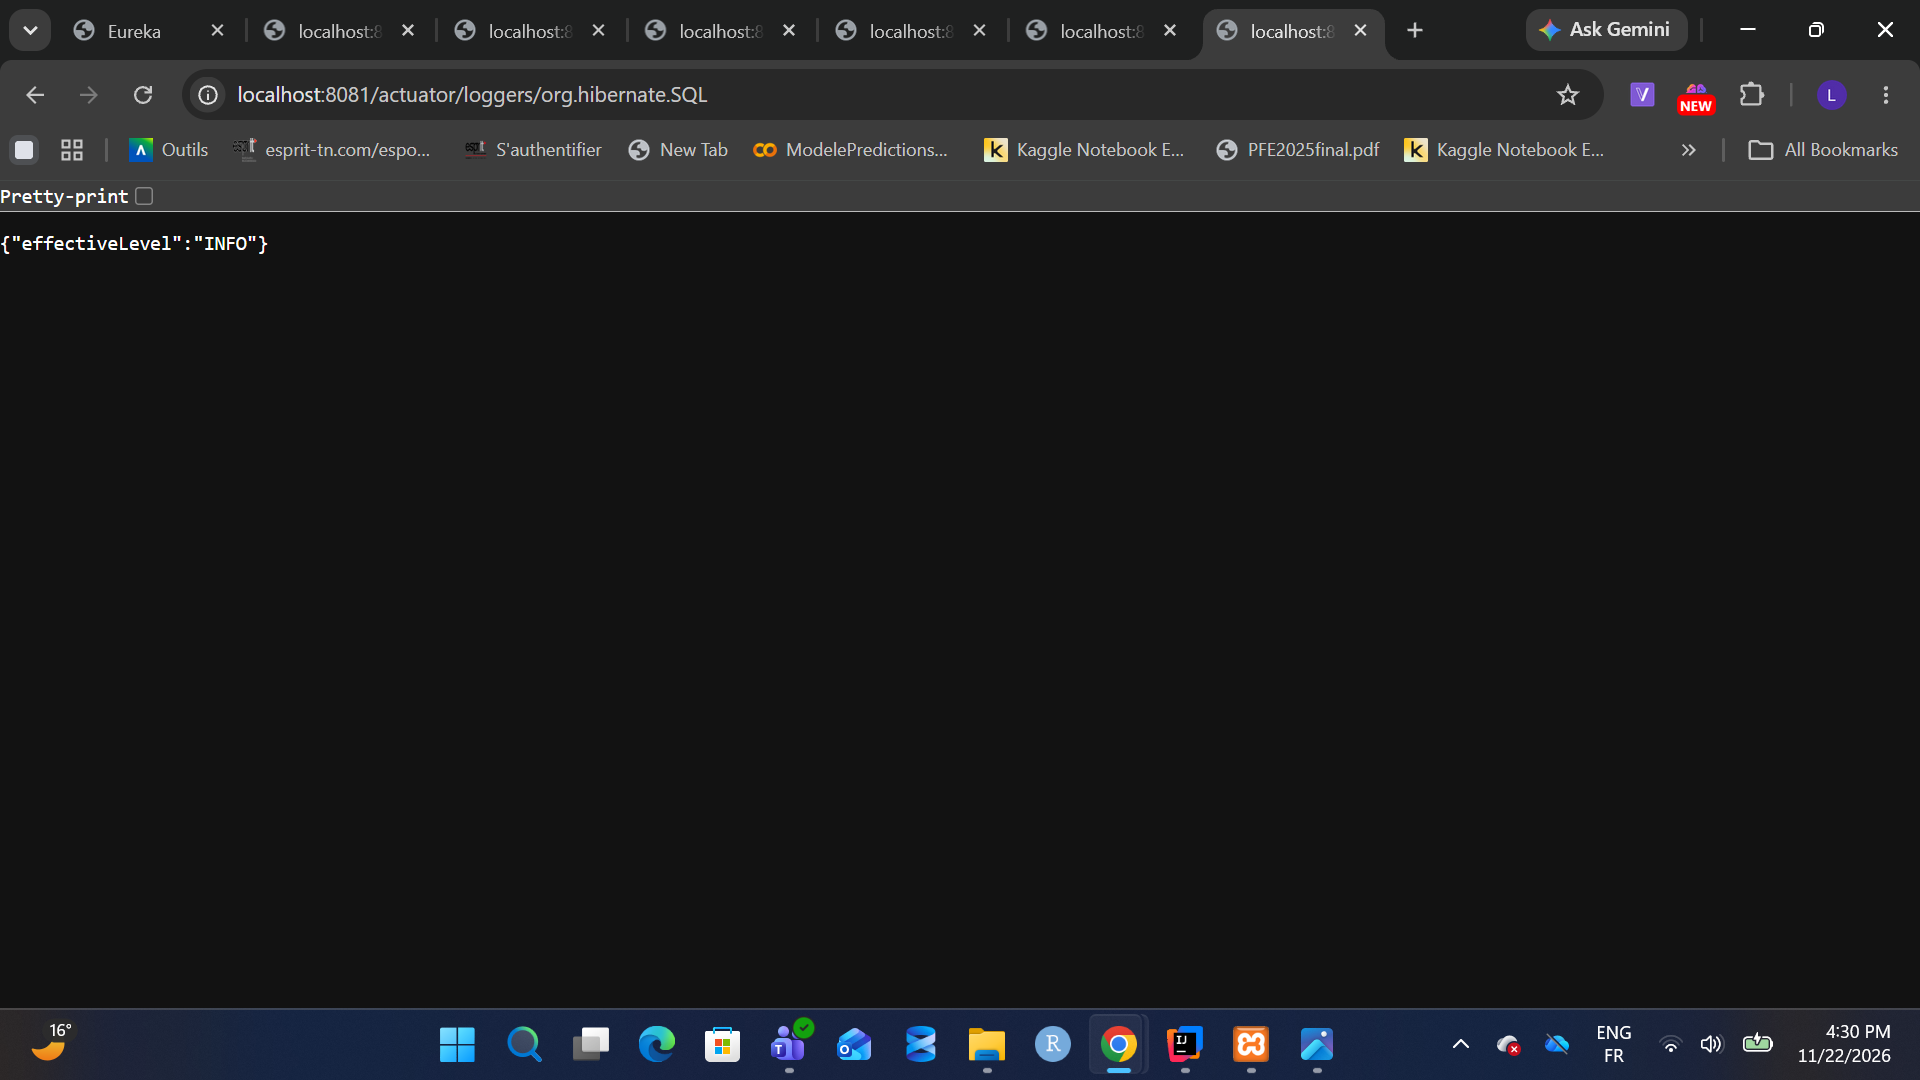 Eureka
localhost:8
localhost:8
localhost:8
localhost:8
localhost:8
localhost:8
Ask Gemini
localhost:8081/actuator/loggers/org.hibernate.SQL
V
NEW
L
Outils
esprit-tn.com/espo...
S'authentifier
New Tab
ModelePredictions...
Kaggle Notebook E...
PFE2025final.pdf
Kaggle Notebook E...
All Bookmarks
Pretty-print
{"effectiveLevel":"INFO"}
16°
ENG
FR
4:30 PM
11/22/2026